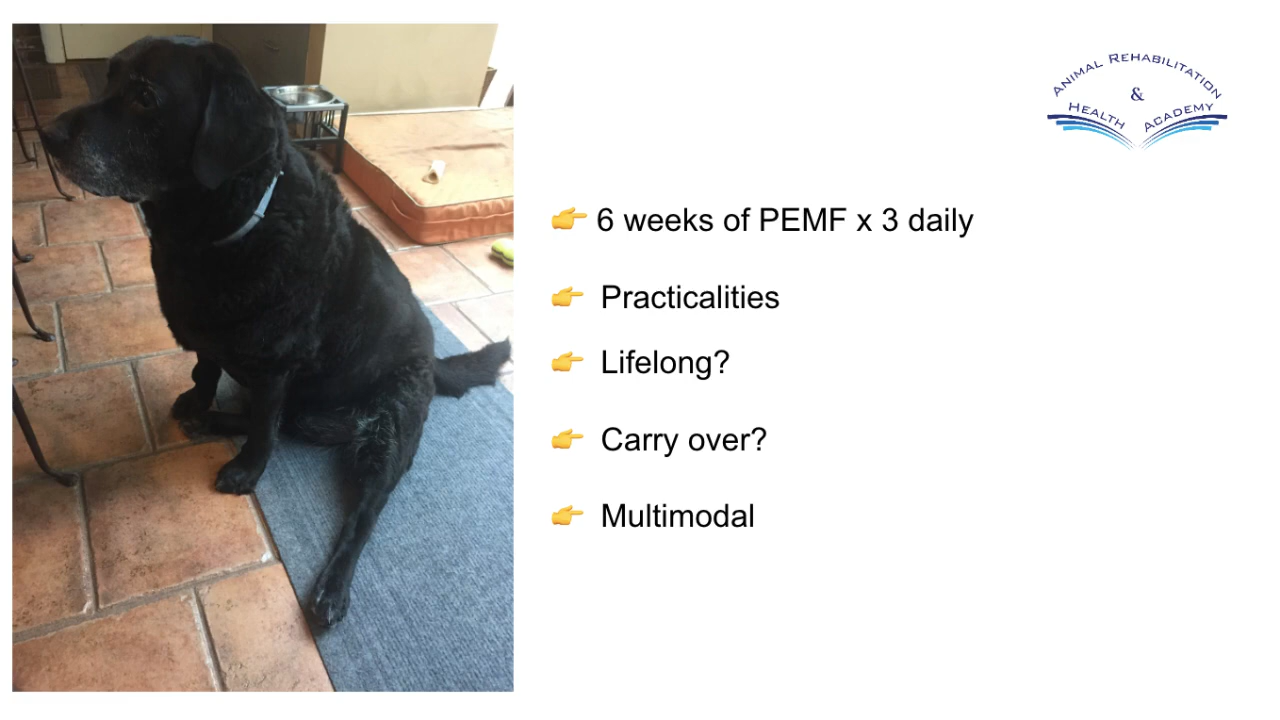 ANIMAL REHABILITATION
&
HEALTH ACADEMY
👉 6 weeks of PEMF x 3 daily
👉 Practicalities
👉 Lifelong?
👉 Carry over?
👉 Multimodal